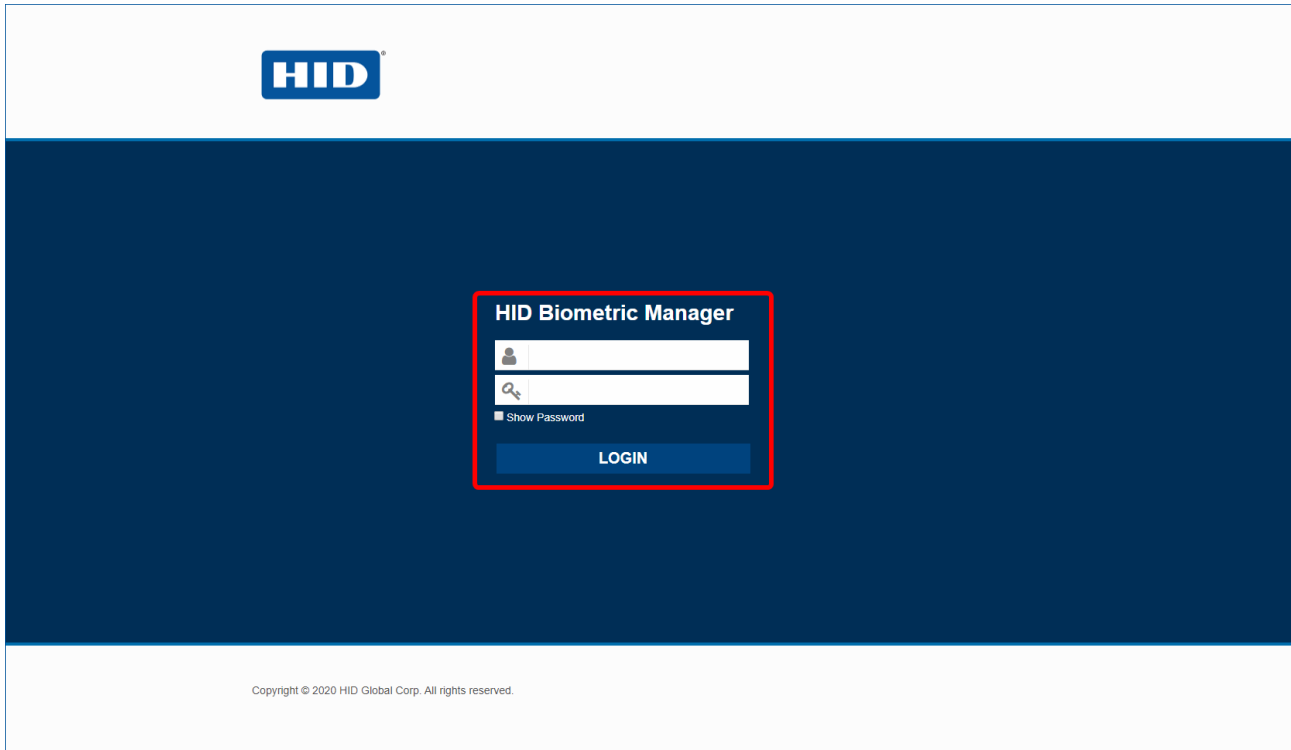 HID®
HID Biometric Manager
Show Password
LOGIN
Copyright © 2020 HID Global Corp. All rights reserved.